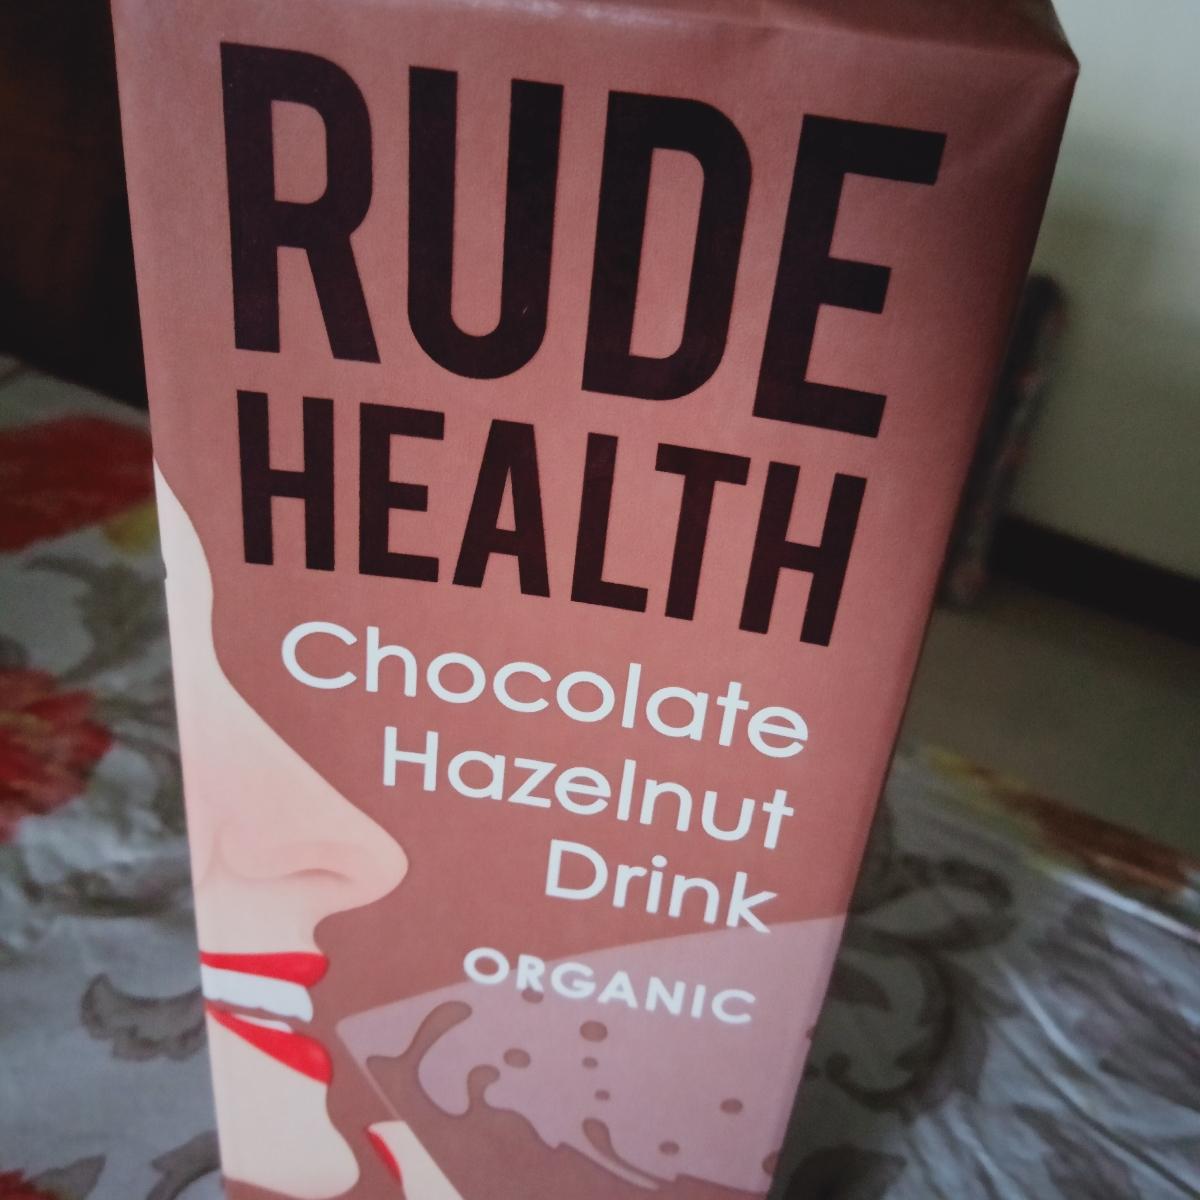 RUDE
HEALTH
Chocolate
Hazelnut
Drink
ORGANIC